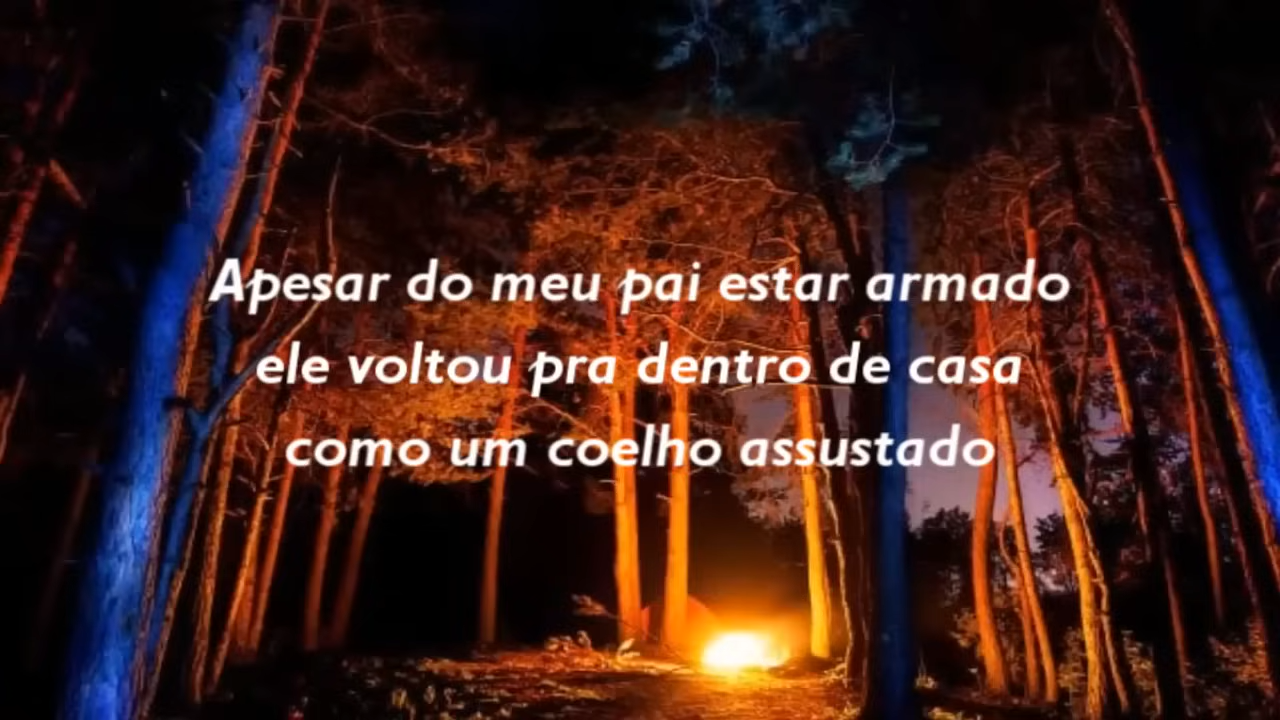 Apesar do meu pai estar armado
ele voltou pra dentro de casa
como um coelho assustado